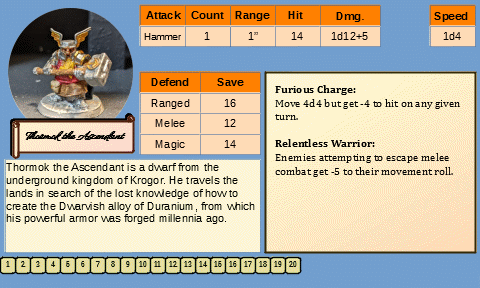 Attack Count Range Hit Dmg. Speed
Hammer 1 1” 14 1d12+5 1d4
Defend Save
Ranged 16
Melee 12
Magic 14
Thormok the Ascendant
Furious Charge:
Move 4d4 but get -4 to hit on any given
turn.
Relentless Warrior:
Enemies attempting to escape melee
combat get -5 to their movement roll.
Thormok the Ascendant is a dwarf from the
underground kingdom of Krogor. He travels the
lands in search of the lost knowledge of how to
create the Dwarvish alloy of Duranium, from which
his powerful armor was forged millennia ago.
1 2 3 4 5 6 7 8 9 10 11 12 13 14 15 16 17 18 19 20